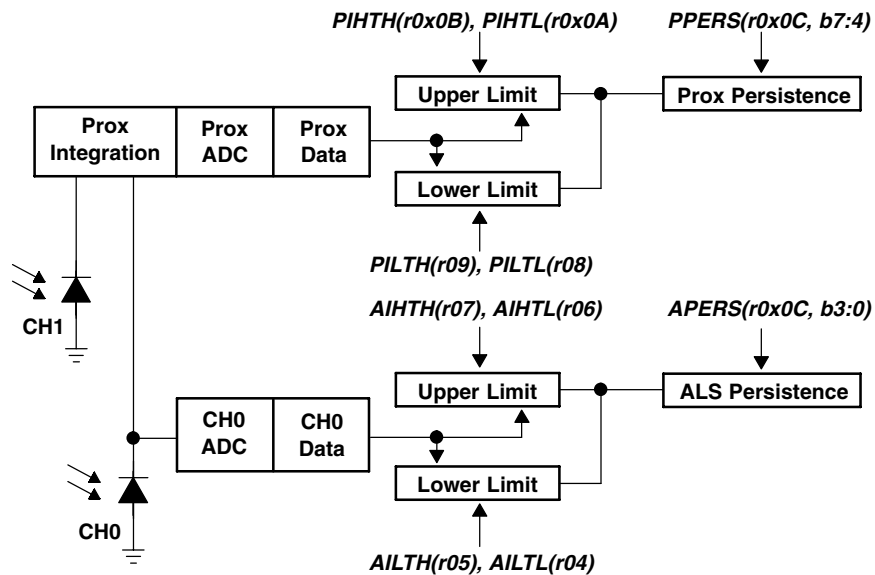 PIHTH(r0x0B), PIHTL(r0x0A)
PPERS(r0x0C, b7:4)
Upper Limit
Prox Persistence
Prox
Integration
Prox
ADC
Prox
Data
Lower Limit
PILTH(r09), PILTL(r08)
CH1
AIHTH(r07), AIHTL(r06)
APERS(r0x0C, b3:0)
Upper Limit
ALS Persistence
CH0
ADC
CH0
Data
Lower Limit
CH0
AILTH(r05), AILTL(r04)